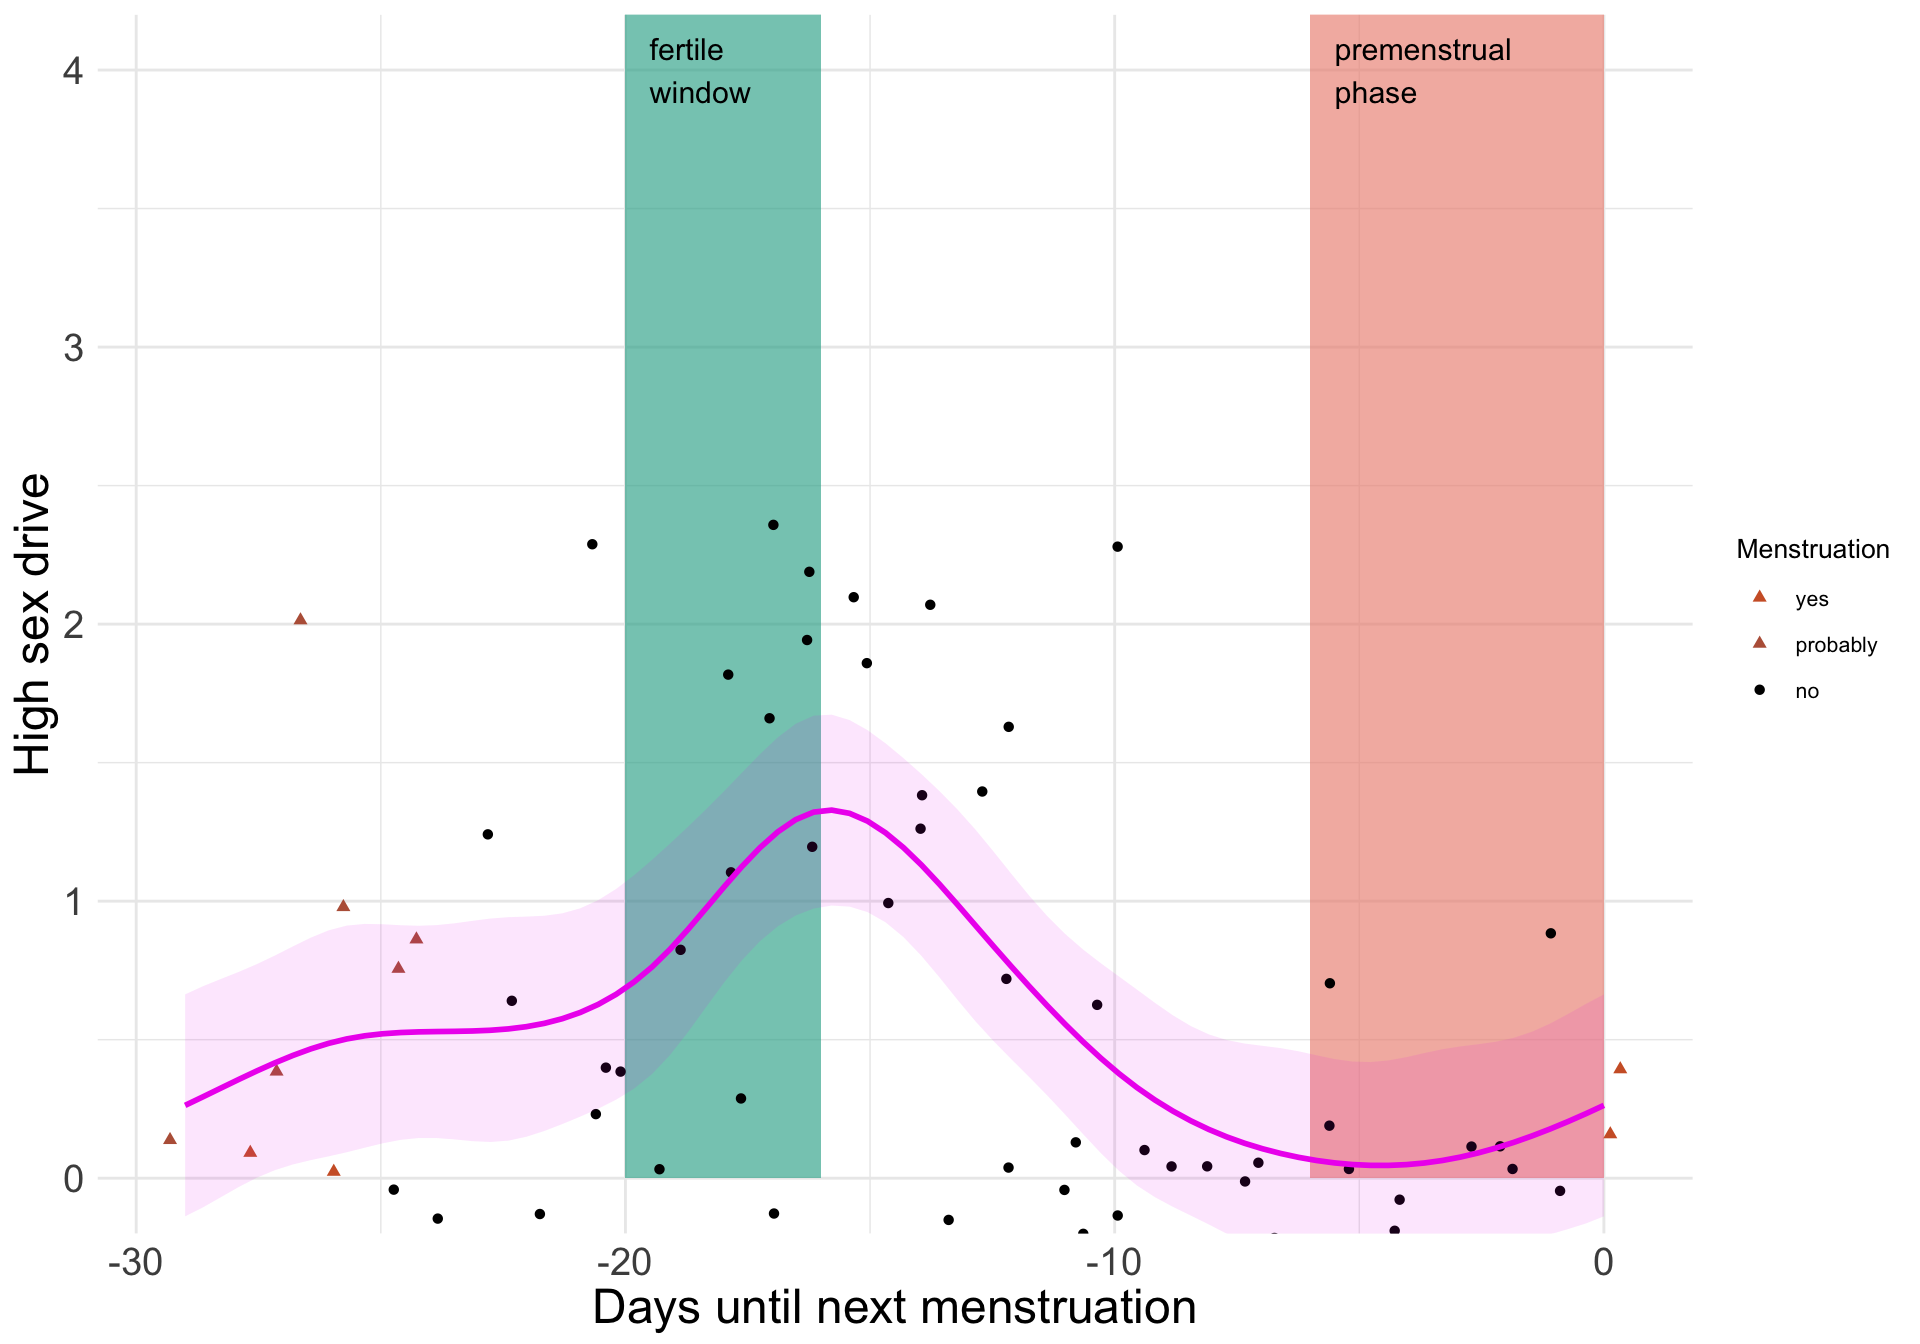 fertile
window
premenstrual
phase
4
3
2
1
0
High sex drive
-30
-20
-10
0
Days until next menstruation
Menstruation
yes
probably
no